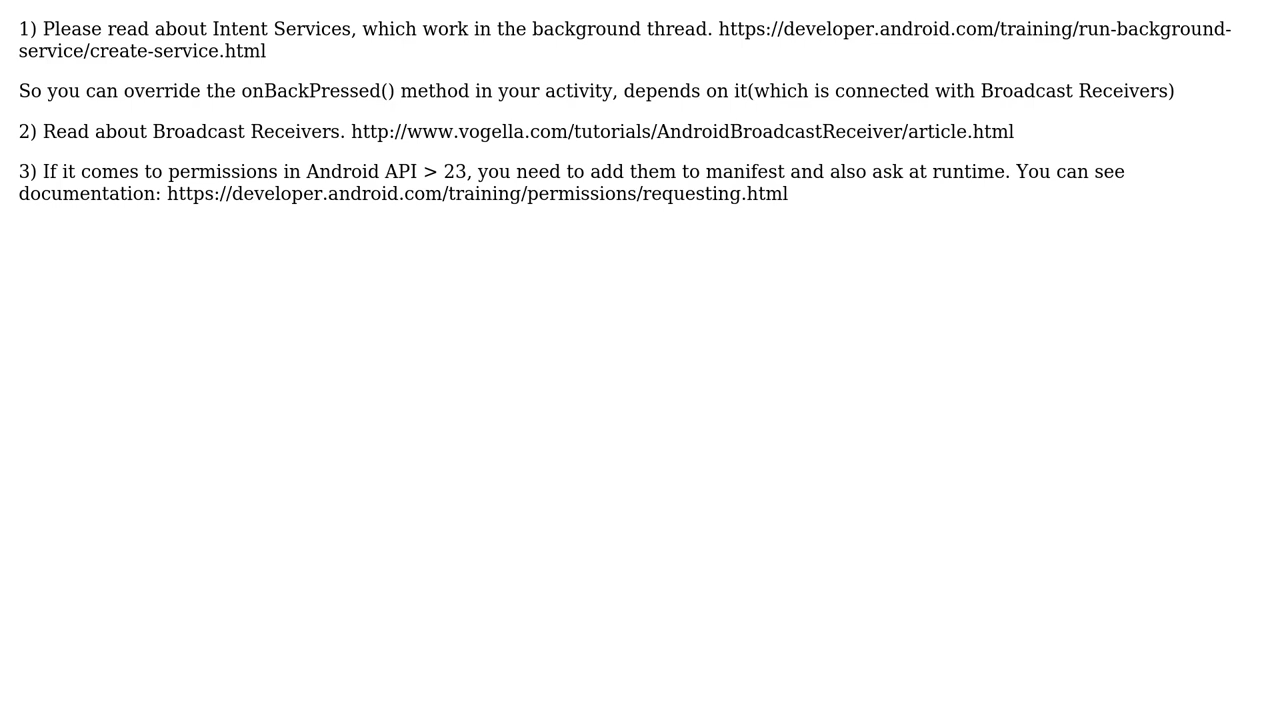 1) Please read about Intent Services, which work in the background thread. https://developer.android.com/training/run-background-
service/create-service.html
So you can override the onBackPressed() method in your activity, depends on it(which is connected with Broadcast Receivers)
2) Read about Broadcast Receivers. http://www.vogella.com/tutorials/AndroidBroadcastReceiver/article.html
3) If it comes to permissions in Android API > 23, you need to add them to manifest and also ask at runtime. You can see
documentation: https://developer.android.com/training/permissions/requesting.html